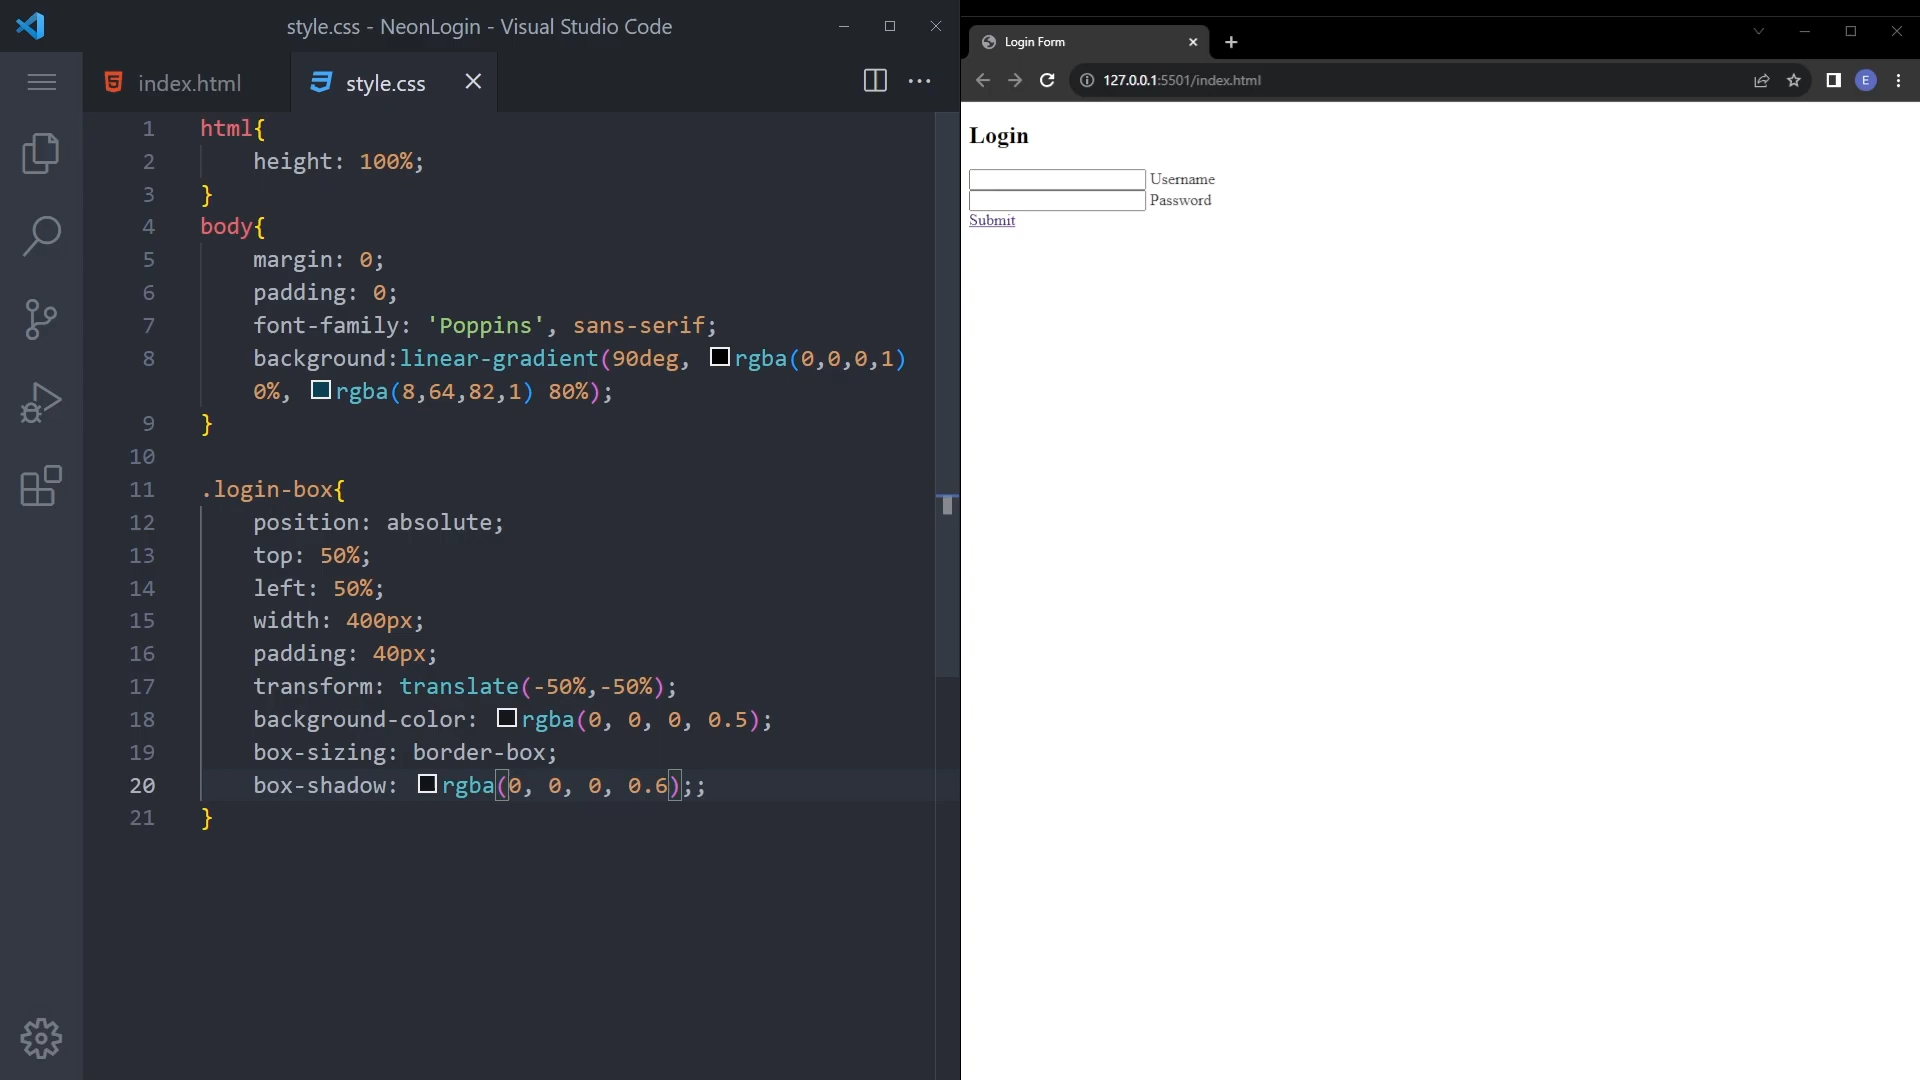 style.css - NeonLogin - Visual Studio Code
index.html
style.css
1 html{
2 height: 100%;
3 }
4 body{
5 margin: 0;
6 padding: 0;
7 font-family: 'Poppins', sans-serif;
8 background:linear-gradient(90deg, rgba(0,0,0,1)
0%, rgba(8,64,82,1) 80%);
9 }
10
11 .login-box{
12 position: absolute;
13 top: 50%;
14 left: 50%;
15 width: 400px;
16 padding: 40px;
17 transform: translate(-50%,-50%);
18 background-color: rgba(0, 0, 0, 0.5);
19 box-sizing: border-box;
20 box-shadow: rgba(0, 0, 0, 0.6);;
21 }
Login Form
127.0.0.1:5501/index.html
E
Login
Username
Password
Submit